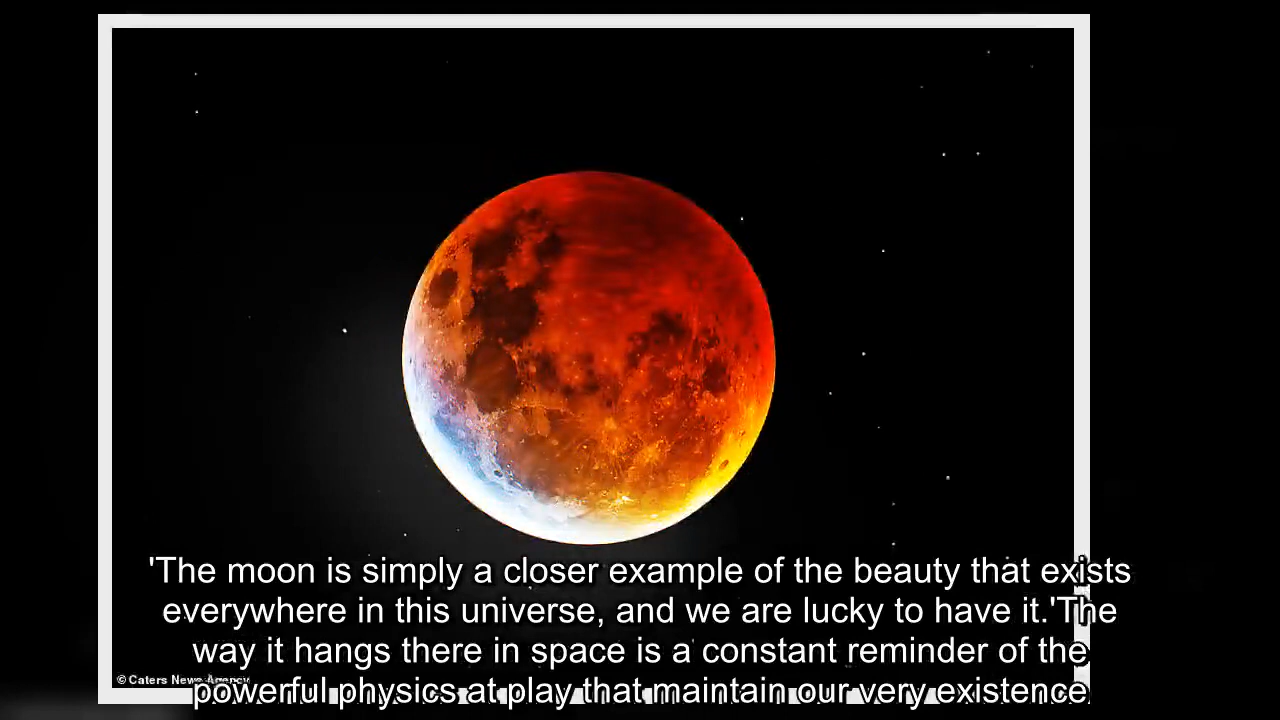 'The moon is simply a closer example of the beauty that exists
everywhere in this universe, and we are lucky to have it.'The
way it hangs there in space is a constant reminder of the
© Caters News Agency
powerful physics at play that maintain our very existence.